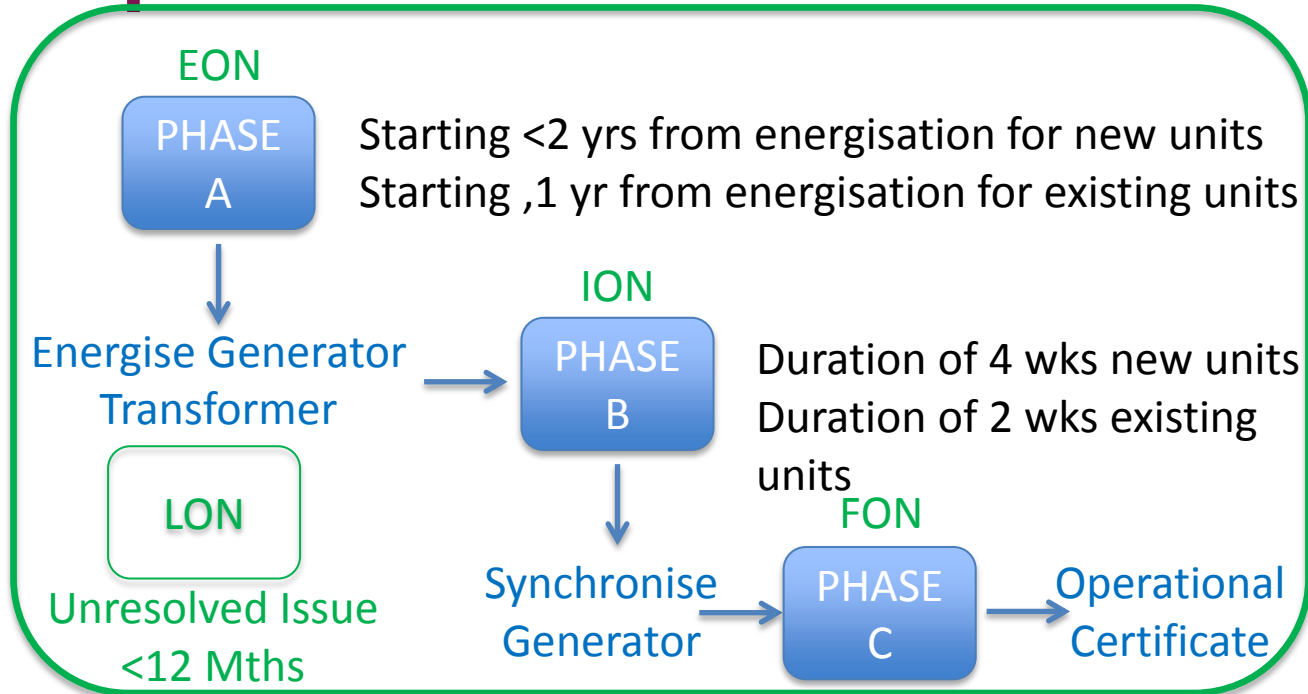 EON
PHASE
A
Starting <2 yrs from energisation for new units
Starting ,1 yr from energisation for existing units
ION
PHASE
B
Energise Generator
Transformer
Duration of 4 wks new units
Duration of 2 wks existing
units
LON
Unresolved Issue
<12 Mths
FON
Synchronise
Generator
PHASE
C
Operational
Certificate